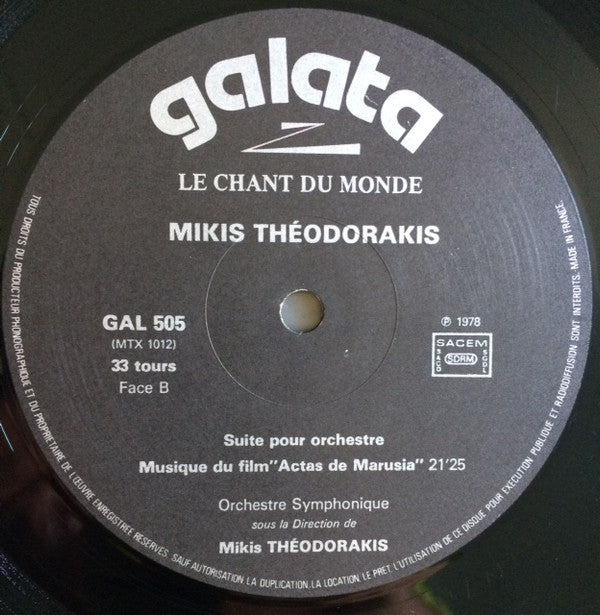 galata
LE CHANT DU MONDE
MIKIS THÉODORAKIS
GAL 505
(MTX 1012)
33 tours
Face B
℗ 1978
SACEM
SACD SDRM SGDL
Suite pour orchestre
Musique du film"Actas de Marusia" 21'25
Orchestre Symphonique
sous la Direction de
Mikis THÉODORAKIS
TOUS DROITS DU PRODUCTEUR PHONOGRAPHIQUE ET DU PROPRIETAIRE DE L'ŒUVRE ENREGISTREE RESERVES. SAUF AUTORISATION LA DUPLICATION, LA LOCATION LE PRET L'UTILISATION DE CE DISQUE POUR EXECUTION PUBLIQUE ET RADIODIFFUSION SONT INTERDITS. MADE IN FRANCE.